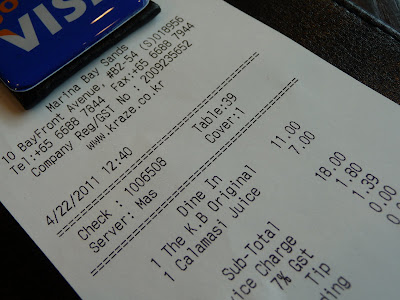 VISA
Marina Bay Sands
10 BayFront Avenue, #B2-54 (S)018956
Tel:+65 6688 7844 Fax:+65 6688 7944
Company Reg/GST No : 2009235652
www.kraze.co.kr
4/22/2011 12:40 Table:39
Check : 1006508 Cover:1
Server: Mas
Dine In
1 The K.B Original 11.00
1 Calamasi Juice 7.00
Sub-Total 18.00
vice Charge 1.80
7% Gst 1.39
Tip 0.00
ding 0.00